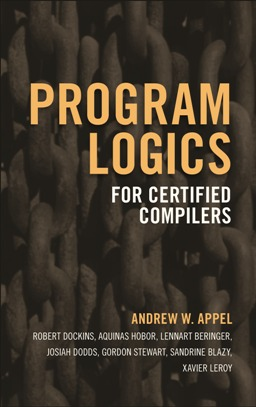 PROGRAM
LOGICS
FOR CERTIFIED
COMPILERS
ANDREW W. APPEL
ROBERT DOCKINS, AQUINAS HOBOR, LENNART BERINGER,
JOSIAH DODDS, GORDON STEWART, SANDRINE BLAZY,
XAVIER LEROY